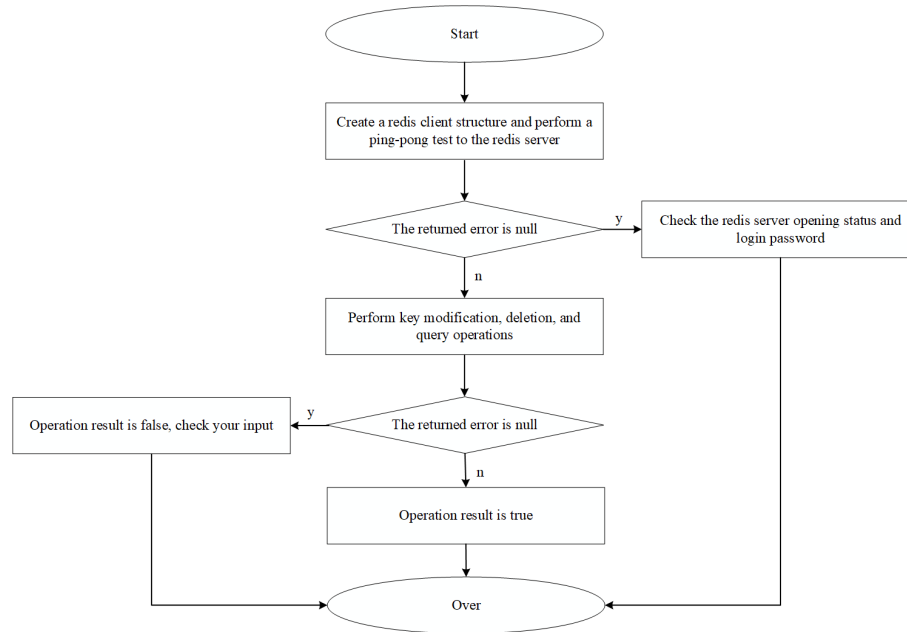 Start
Create a redis client structure and perform a
ping-pong test to the redis server
The returned error is null
y
Check the redis server opening status and
login password
n
Perform key modification, deletion, and
query operations
Operation result is false, check your input
y
The returned error is null
n
Operation result is true
Over